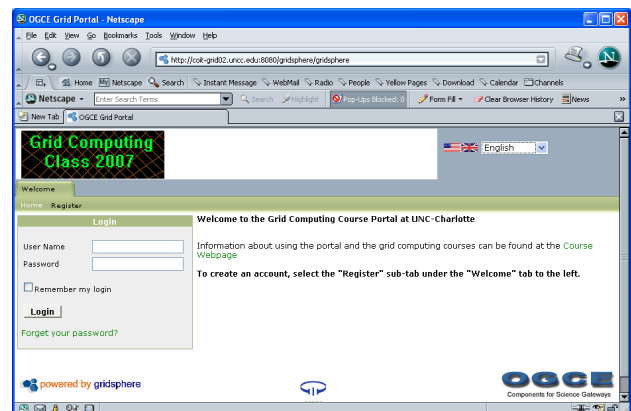 OGCE Grid Portal - Netscape
File Edit View Go Bookmarks Tools Window Help
http://coit-grid02.uncc.edu:8080/gridsphere/gridsphere
Home My Netscape Search Instant Message WebMail Radio People Yellow Pages Download Calendar Channels
Netscape Enter Search Terms Search Highlight Pop-Ups Blocked: 0 Form Fill Clear Browser History News
New Tab OGCE Grid Portal
Grid Computing
Class 2007
English
Welcome
Home Register
Login
Welcome to the Grid Computing Course Portal at UNC-Charlotte
User Name
Information about using the portal and the grid computing courses can be found at the Course
Webpage
Password
To create an account, select the "Register" sub-tab under the "Welcome" tab to the left.
Remember my login
Login
Forget your password?
powered by gridsphere
OGCE
Components for Science Gateways